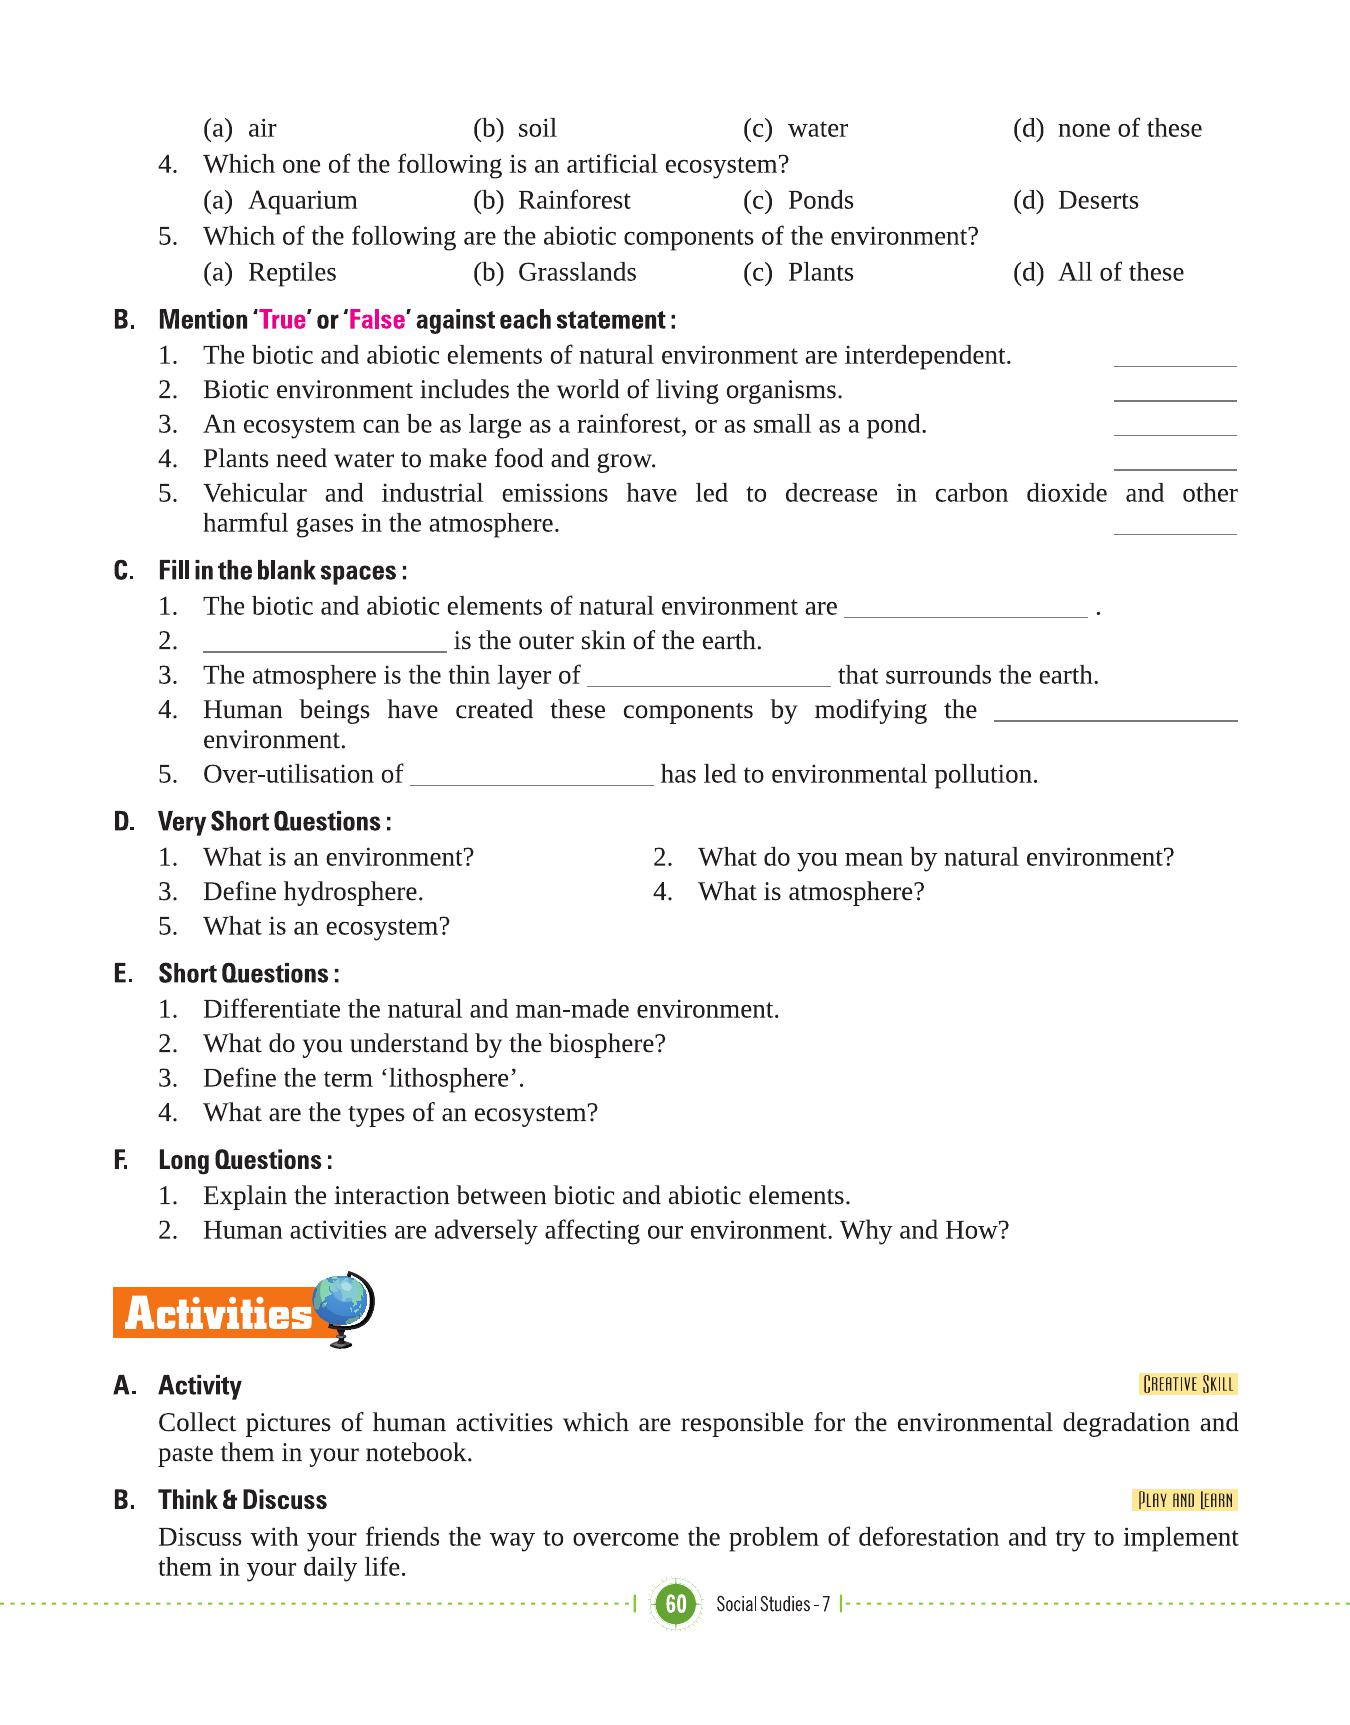 (a) air (b) soil (c) water (d) none of these
4. Which one of the following is an artificial ecosystem?
(a) Aquarium (b) Rainforest (c) Ponds (d) Deserts
5. Which of the following are the abiotic components of the environment?
(a) Reptiles (b) Grasslands (c) Plants (d) All of these
B. Mention ‘True’ or ‘False’ against each statement :
1. The biotic and abiotic elements of natural environment are interdependent. ________
2. Biotic environment includes the world of living organisms. ________
3. An ecosystem can be as large as a rainforest, or as small as a pond. ________
4. Plants need water to make food and grow. ________
5. Vehicular and industrial emissions have led to decrease in carbon dioxide and other
harmful gases in the atmosphere. ________
C. Fill in the blank spaces :
1. The biotic and abiotic elements of natural environment are ________ .
2. ________ is the outer skin of the earth.
3. The atmosphere is the thin layer of ________ that surrounds the earth.
4. Human beings have created these components by modifying the ________
environment.
5. Over-utilisation of ________ has led to environmental pollution.
D. Very Short Questions :
1. What is an environment? 2. What do you mean by natural environment?
3. Define hydrosphere. 4. What is atmosphere?
5. What is an ecosystem?
E. Short Questions :
1. Differentiate the natural and man-made environment.
2. What do you understand by the biosphere?
3. Define the term ‘lithosphere’.
4. What are the types of an ecosystem?
F. Long Questions :
1. Explain the interaction between biotic and abiotic elements.
2. Human activities are adversely affecting our environment. Why and How?
Activities
A. Activity CREATIVE SKILL
Collect pictures of human activities which are responsible for the environmental degradation and
paste them in your notebook.
B. Think & Discuss PLAY AND LEARN
Discuss with your friends the way to overcome the problem of deforestation and try to implement
them in your daily life.
60 Social Studies - 7